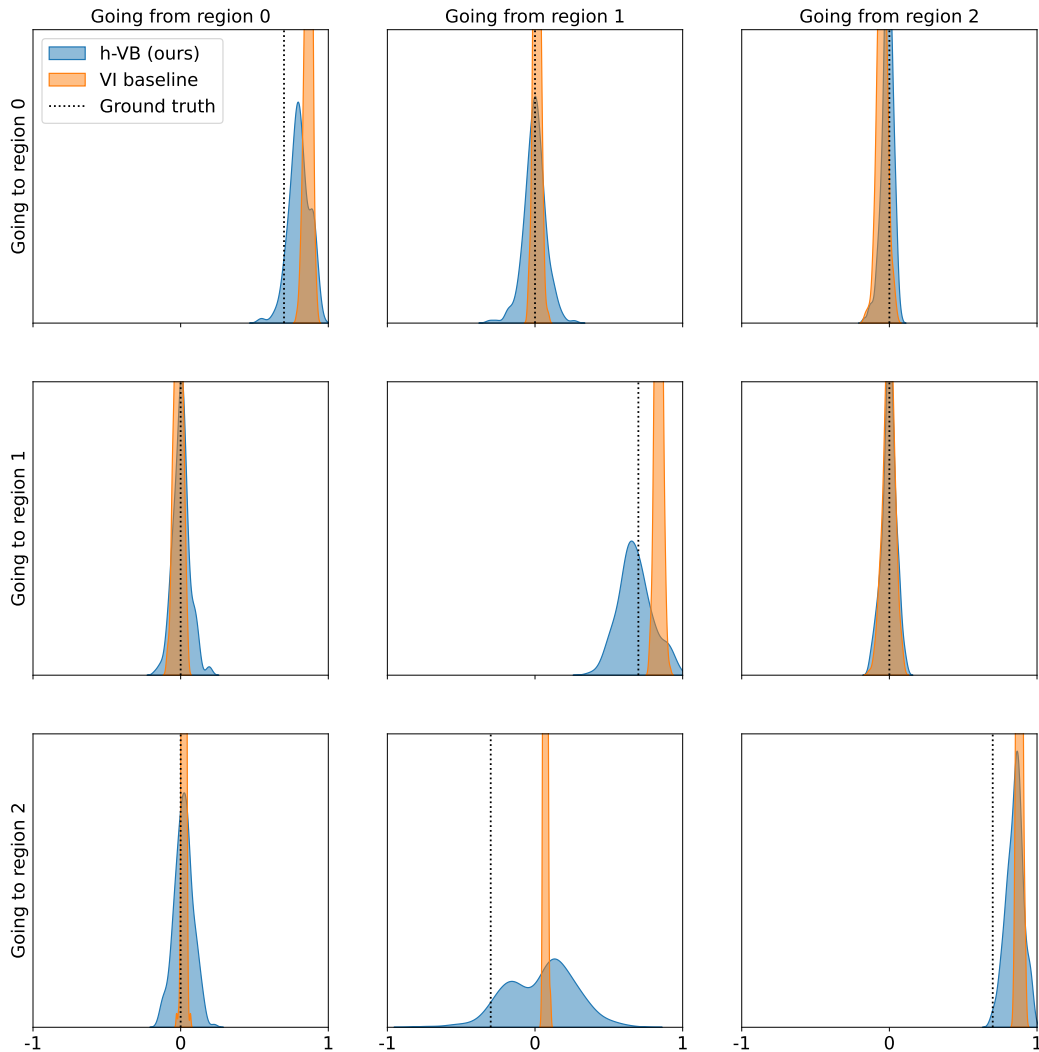 Going from region 0
Going from region 1
Going from region 2
Going to region 0
h-VB (ours)
VI baseline
Ground truth
-1 0 1
-1 0 1
-1 0 1
Going to region 1
Going to region 2